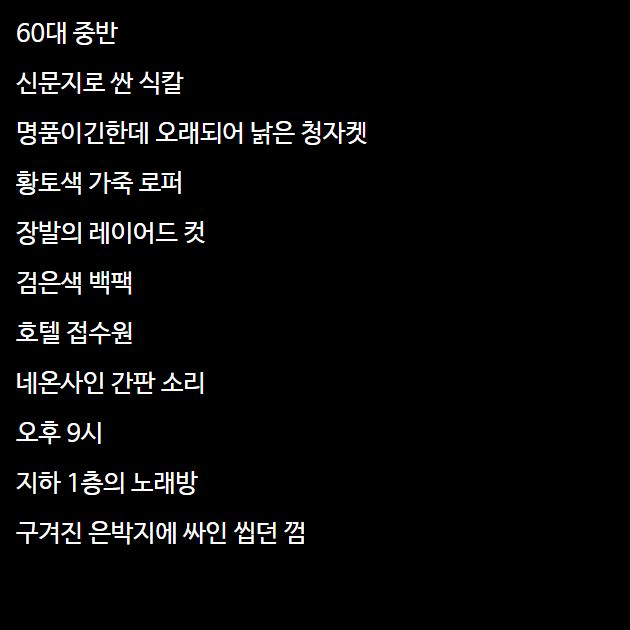 60대 중반
신문지로 싼 식칼
명품이긴한데 오래되어 낡은 청자켓
황토색 가죽 로퍼
장발의 레이어드 컷
검은색 백팩
호텔 접수원
네온사인 간판 소리
오후 9시
지하 1층의 노래방
구겨진 은박지에 싸인 씹던 껌